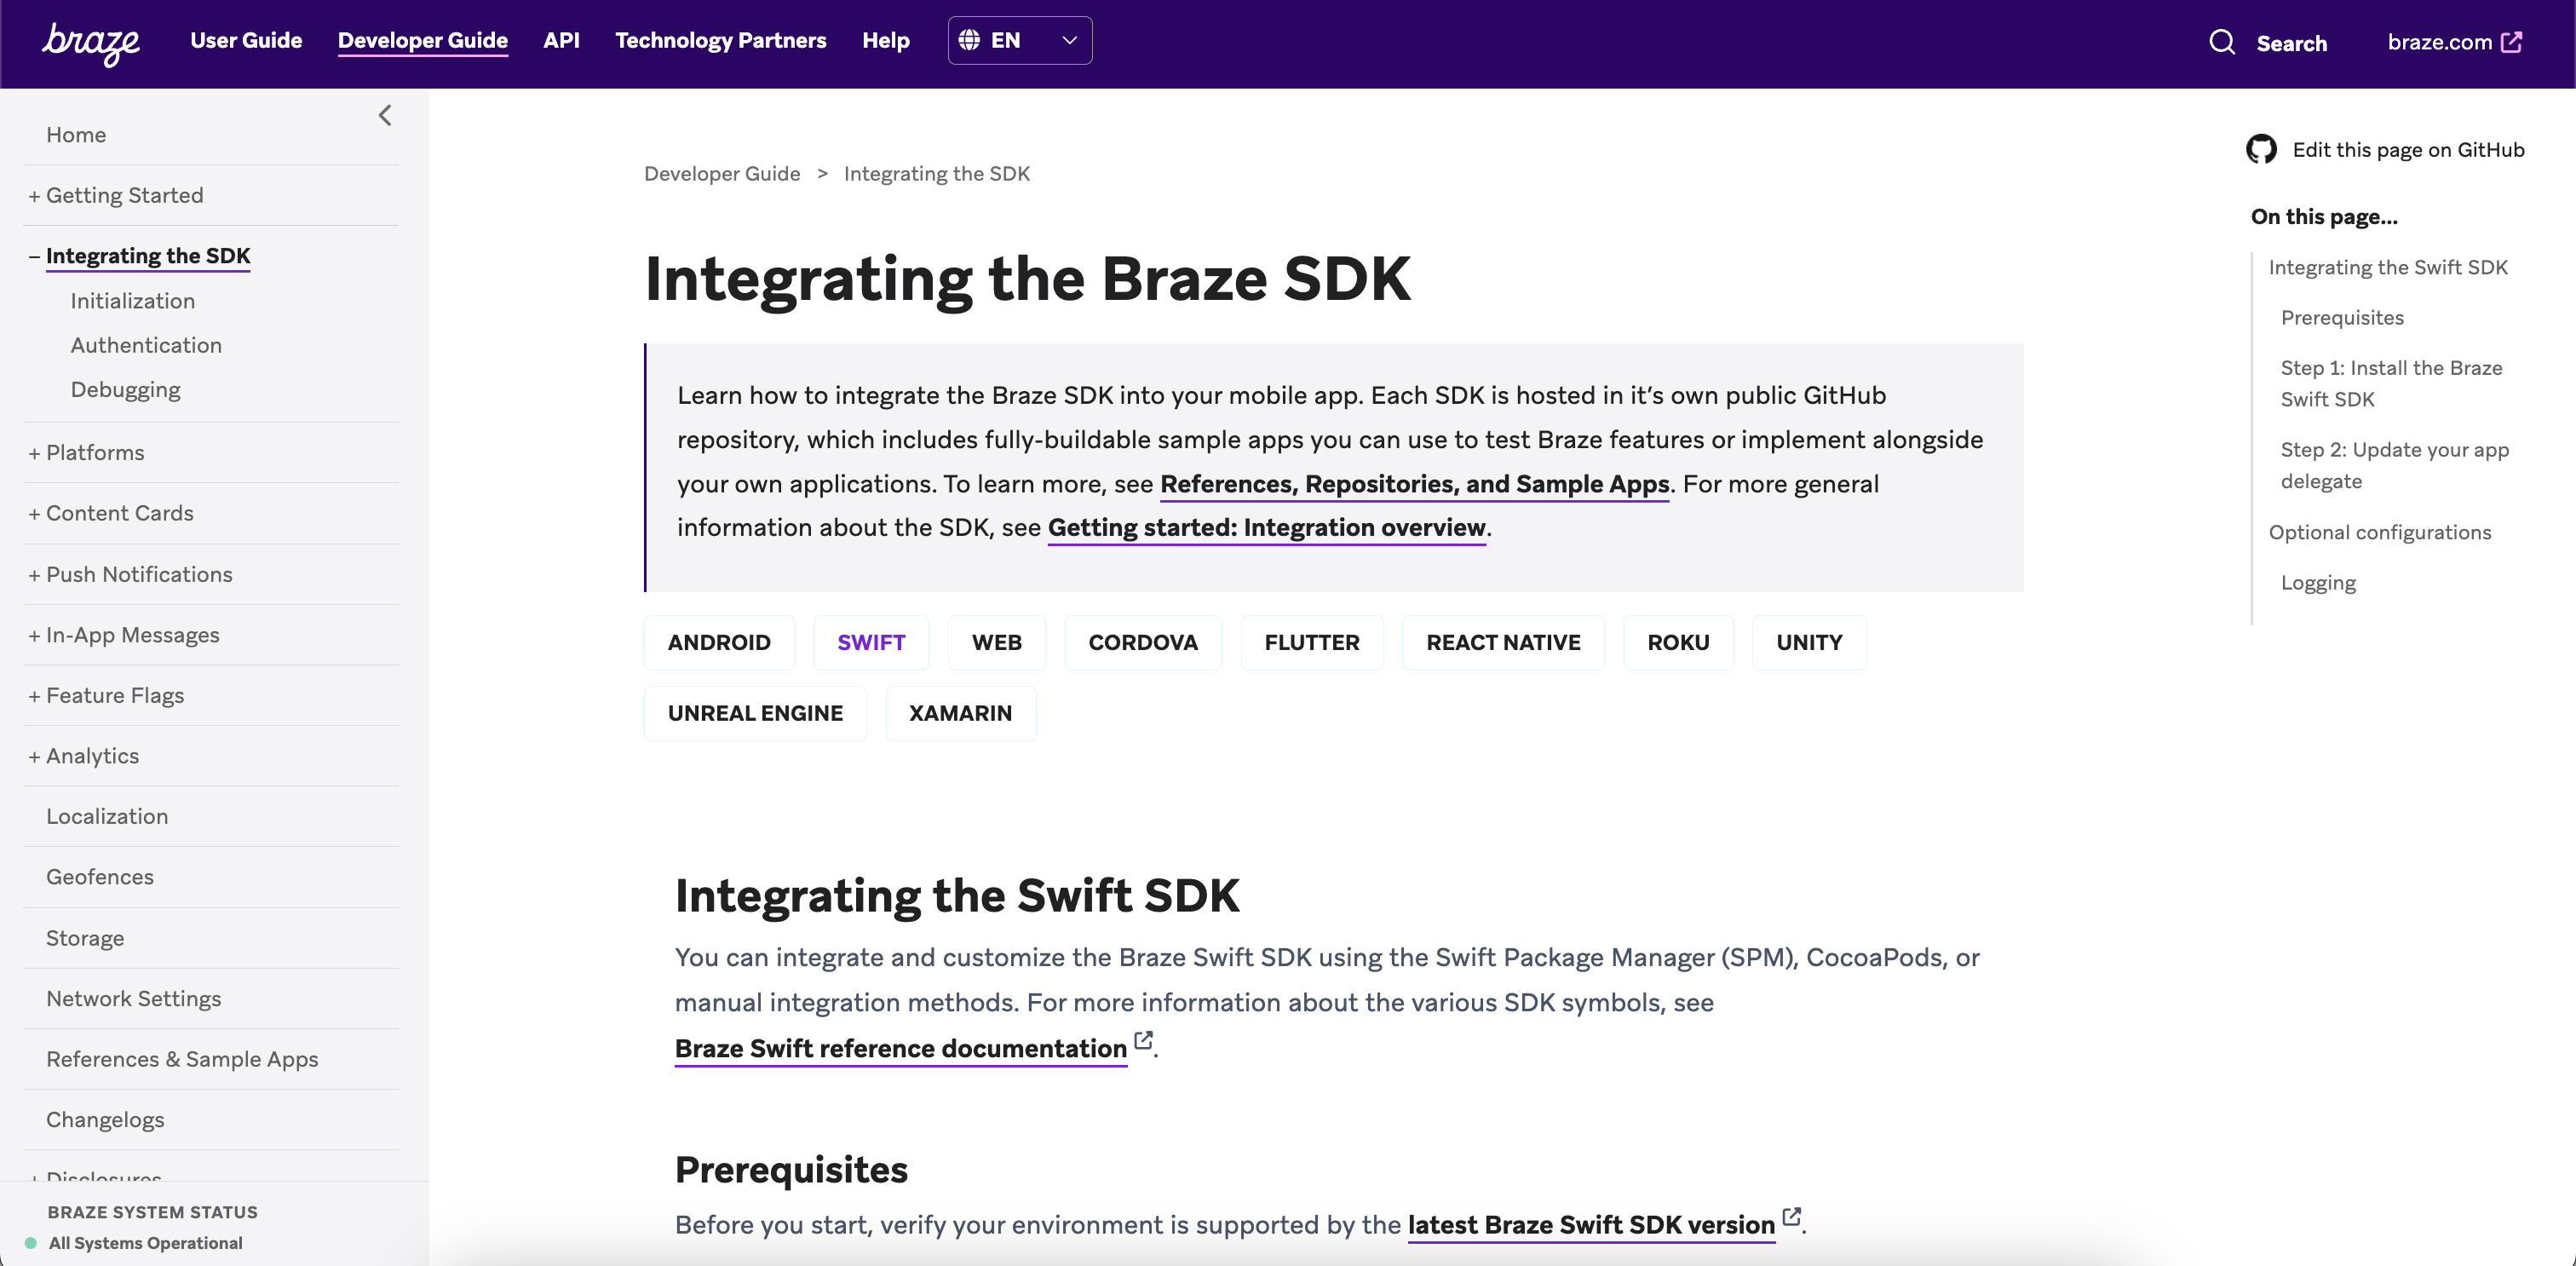 braze
User Guide
Developer Guide
API
Technology Partners
Help
EN
Search
braze.com
Home
+ Getting Started
– Integrating the SDK
Initialization
Authentication
Debugging
+ Platforms
+ Content Cards
+ Push Notifications
+ In-App Messages
+ Feature Flags
+ Analytics
Localization
Geofences
Storage
Network Settings
References & Sample Apps
Changelogs
+ Disclosures
BRAZE SYSTEM STATUS
All Systems Operational
Developer Guide > Integrating the SDK
Integrating the Braze SDK
Learn how to integrate the Braze SDK into your mobile app. Each SDK is hosted in it’s own public GitHub
repository, which includes fully-buildable sample apps you can use to test Braze features or implement alongside
your own applications. To learn more, see References, Repositories, and Sample Apps. For more general
information about the SDK, see Getting started: Integration overview.
ANDROID
SWIFT
WEB
CORDOVA
FLUTTER
REACT NATIVE
ROKU
UNITY
UNREAL ENGINE
XAMARIN
Integrating the Swift SDK
You can integrate and customize the Braze Swift SDK using the Swift Package Manager (SPM), CocoaPods, or
manual integration methods. For more information about the various SDK symbols, see
Braze Swift reference documentation.
Prerequisites
Before you start, verify your environment is supported by the latest Braze Swift SDK version.
Edit this page on GitHub
On this page...
Integrating the Swift SDK
Prerequisites
Step 1: Install the Braze
Swift SDK
Step 2: Update your app
delegate
Optional configurations
Logging